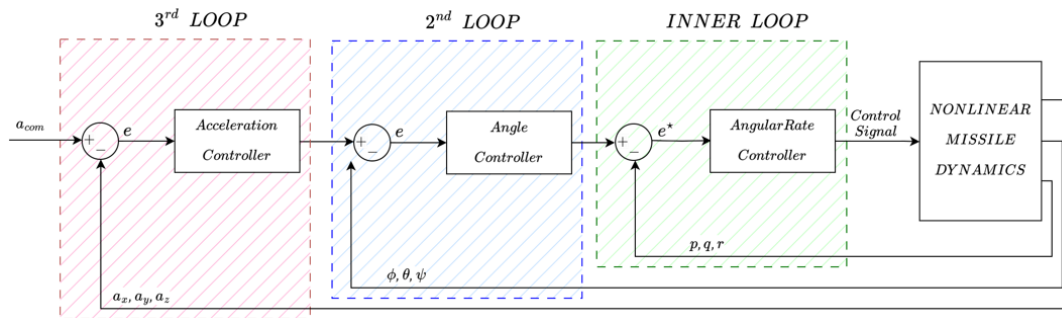 3rd LOOP
2nd LOOP
INNER LOOP
a_com
+
−
e
Acceleration
Controller
+
−
e
Angle
Controller
+
−
e⋆
AngularRate
Controller
Control
Signal
NONLINEAR
MISSILE
DYNAMICS
p, q, r
ϕ, θ, ψ
a_x, a_y, a_z